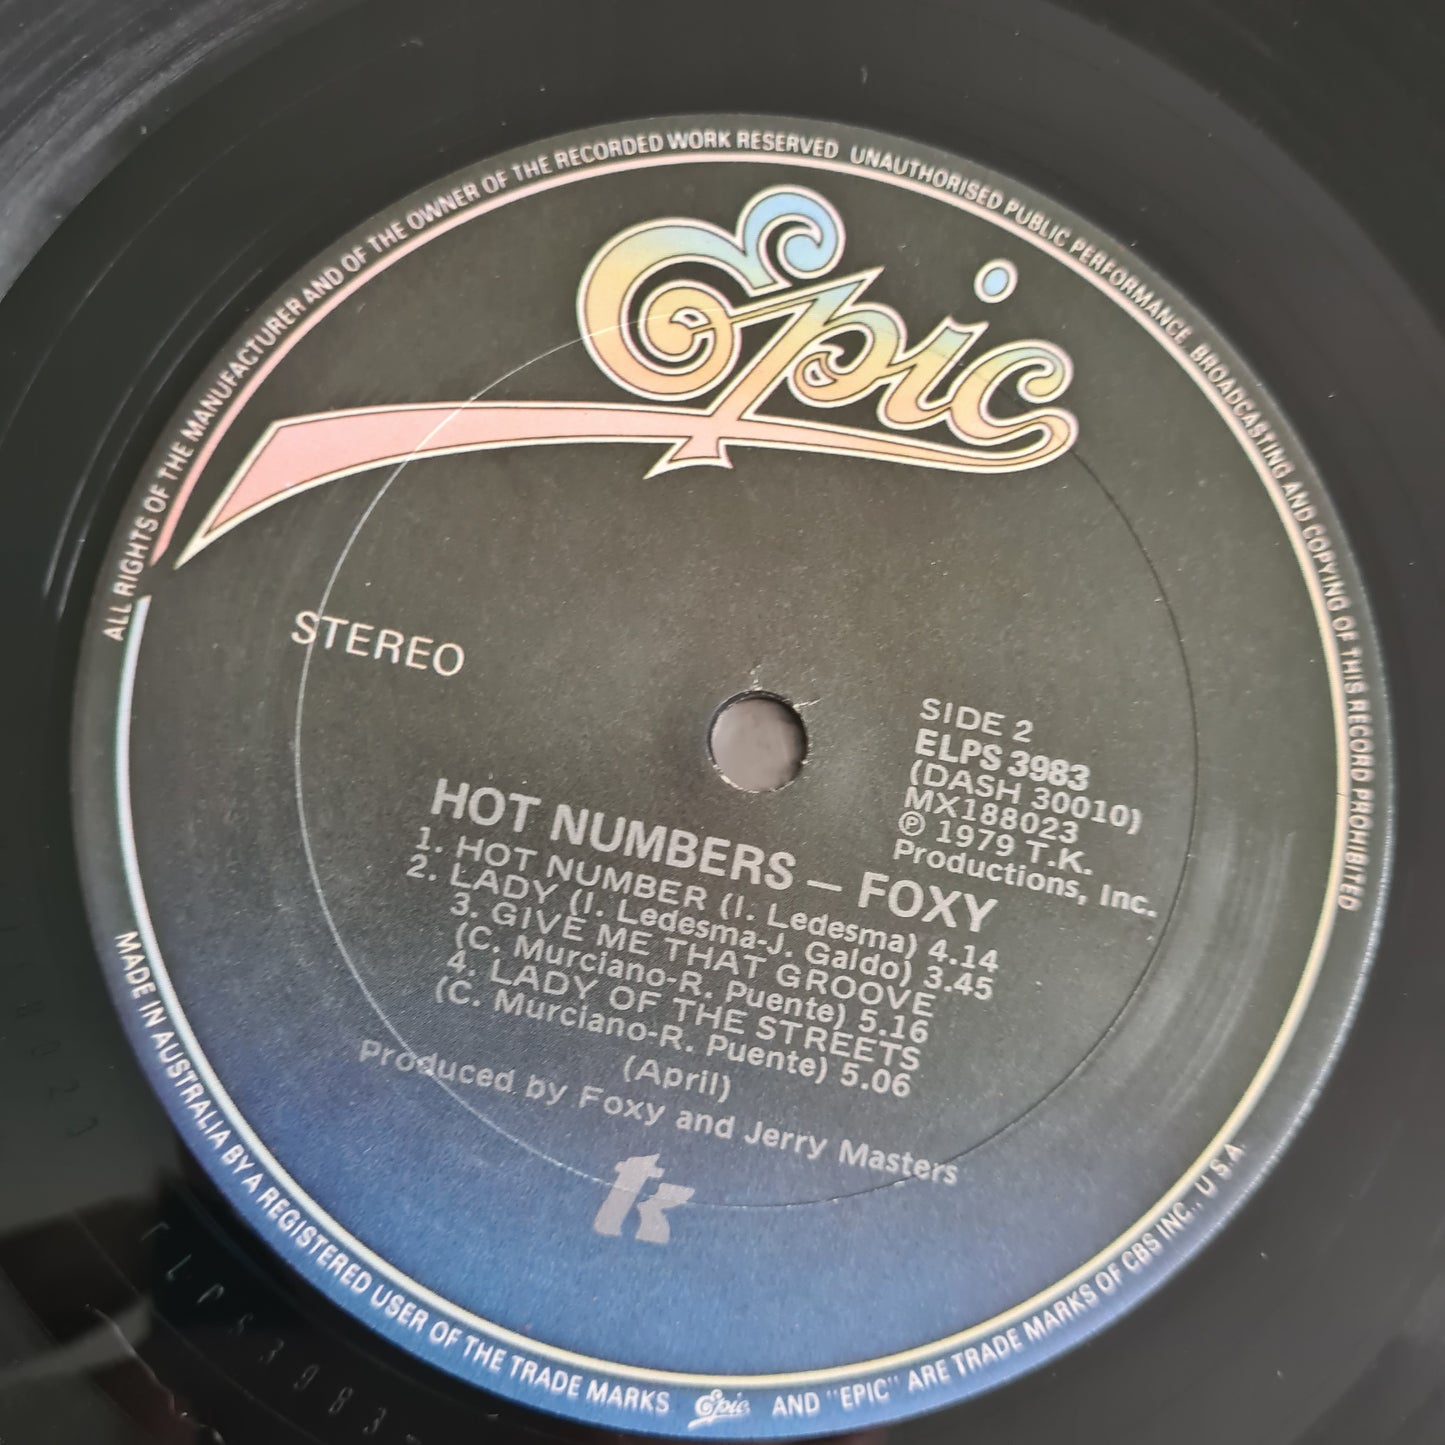 ALL RIGHTS OF THE MANUFACTURER AND OF THE OWNER OF THE RECORDED WORK RESERVED UNAUTHORISED PUBLIC PERFORMANCE BROADCASTING AND COPYING OF THIS RECORD PROHIBITED
Epic
STEREO
SIDE 2
ELPS 3983
(DASH 30010)
MX188023
℗ 1979 T.K.
Productions, Inc.
HOT NUMBERS – FOXY
1. HOT NUMBER (I. Ledesma) 4.14
2. LADY (I. Ledesma-J. Galdo) 3.45
3. GIVE ME THAT GROOVE
(C. Murciano-R. Puente) 5.16
4. LADY OF THE STREETS
(C. Murciano-R. Puente) 5.06
(April)
Produced by Foxy and Jerry Masters
tk
MADE IN AUSTRALIA BY A REGISTERED USER OF THE TRADE MARKS Epic AND "EPIC" ARE TRADE MARKS OF CBS INC., U S A